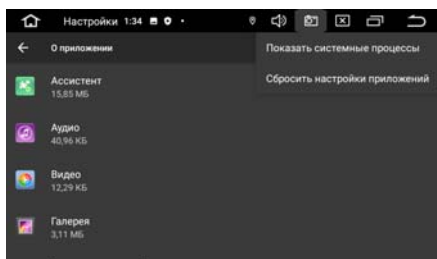 Настройки 1:34
О приложении
Показать системные процессы
Сбросить настройки приложений
Ассистент
15,85 МБ
Аудио
40,96 КБ
Видео
12,29 КБ
Галерея
3,11 МБ